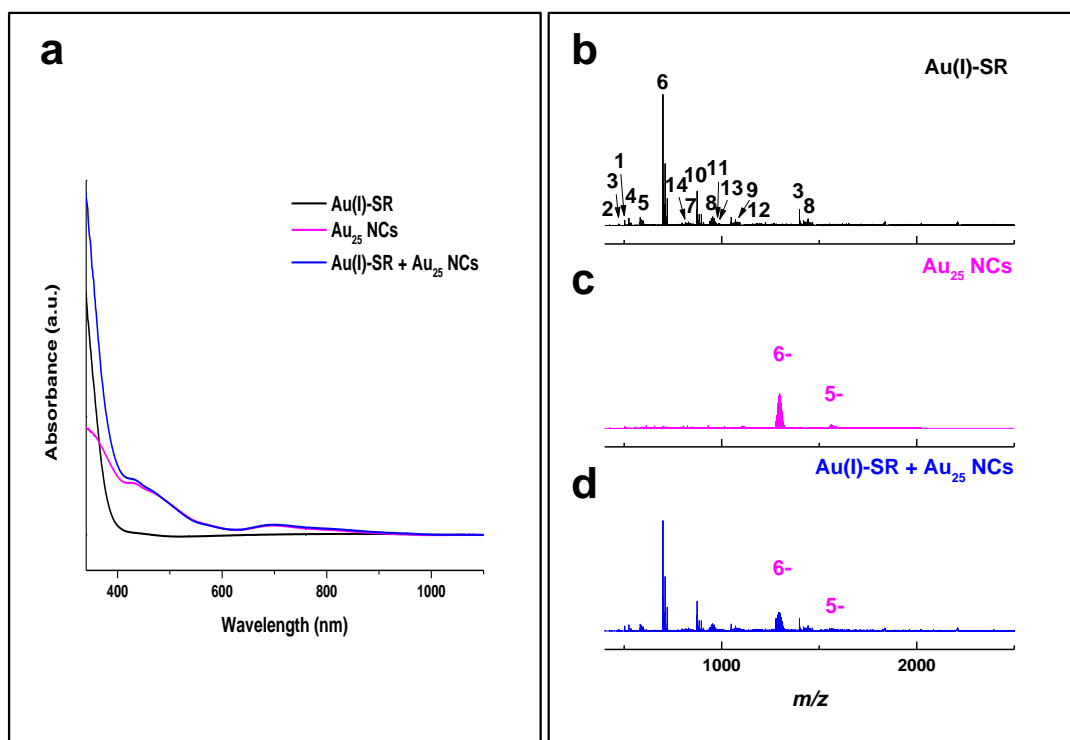 a
Au(I)-SR
Au25 NCs
Au(I)-SR + Au25 NCs
Absorbance (a.u.)
400 600 800 1000
Wavelength (nm)
b
Au(I)-SR
6
1
3
4
2
5
14
7
10
11
8
13
9
12
3
8
c
Au25 NCs
6-
5-
d
Au(I)-SR + Au25 NCs
6-
5-
1000 2000
m/z